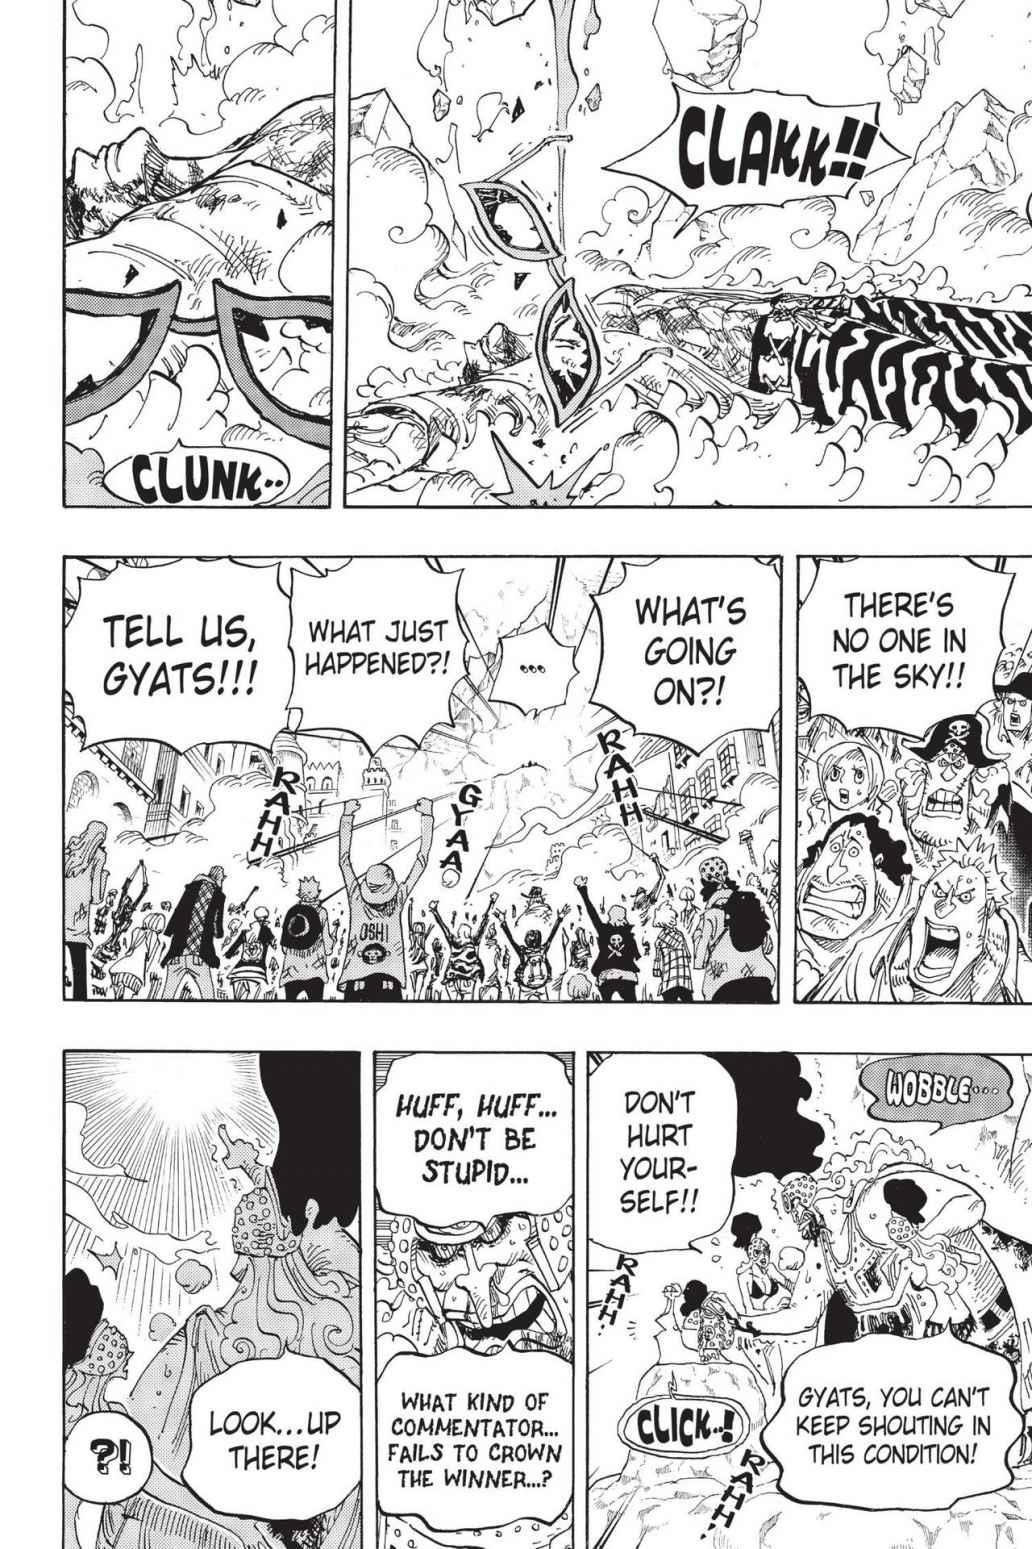 CLAKK!!
CLUNK..
THERE'S
NO ONE IN
THE SKY!!
WHAT'S
GOING
ON?!
...
WHAT JUST
HAPPENED?!
TELL US,
GYATS!!!
RAHH
GYAA
RAHH
OSHI
WOBBLE...
DON'T
HURT
YOUR-
SELF!!
RAHH!
GYATS, YOU CAN'T
KEEP SHOUTING IN
THIS CONDITION!
CLICK..!
RAHH!
HUFF, HUFF...
DON'T BE
STUPID...
WHAT KIND OF
COMMENTATOR...
FAILS TO CROWN
THE WINNER...?
LOOK...UP
THERE!
?!